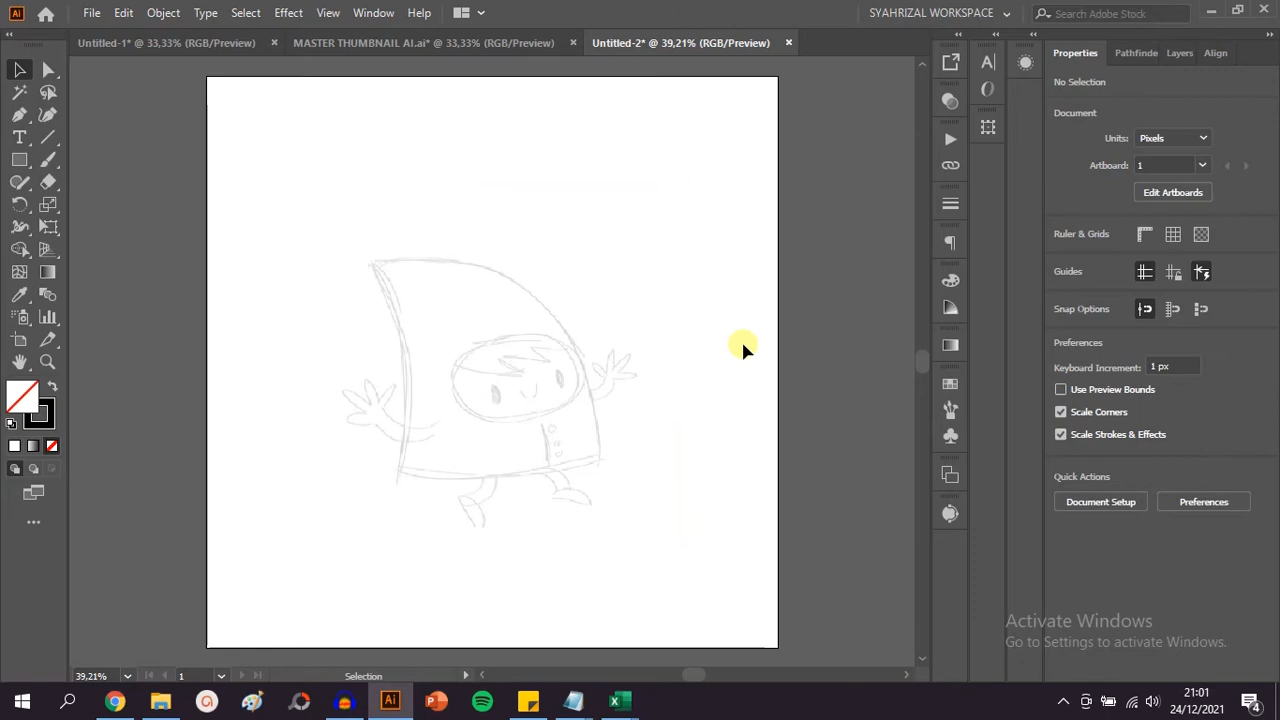 Ai File Edit Object Type Select Effect View Window Help SYAHRIZAL WORKSPACE Search Adobe Stock
Untitled-1* @ 33,33% (RGB/Preview) MASTER THUMBNAIL AI.ai* @ 33,33% (RGB/Preview) Untitled-2* @ 39,21% (RGB/Preview)
Properties Pathfinde Layers Align
No Selection
Document
Units: Pixels
Artboard: 1
Edit Artboards
Ruler & Grids
Guides
Snap Options
Preferences
Keyboard Increment: 1 px
Use Preview Bounds
Scale Corners
Scale Strokes & Effects
Quick Actions
Document Setup Preferences
Activate Windows
Go to Settings to activate Windows.
39,21% 1 Selection
Ai
21:01
24/12/2021
4